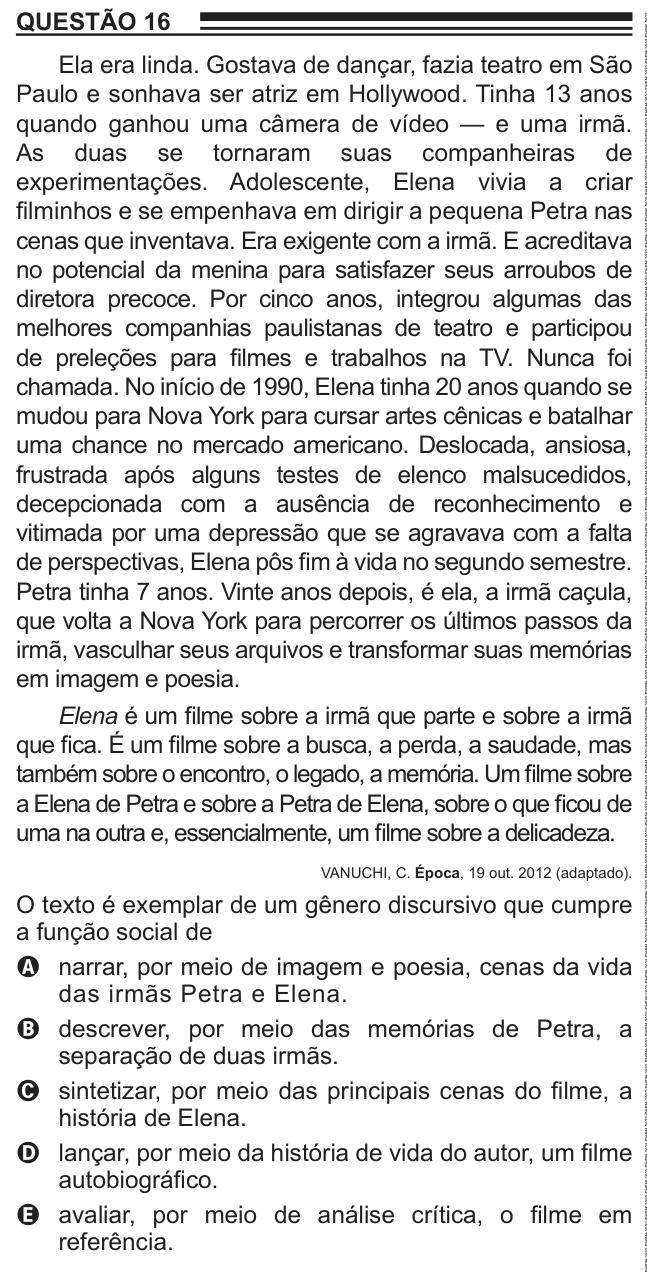 QUESTÃO 16
Ela era linda. Gostava de dançar, fazia teatro em São
Paulo e sonhava ser atriz em Hollywood. Tinha 13 anos
quando ganhou uma câmera de vídeo — e uma irmã.
As duas se tornaram suas companheiras de
experimentações. Adolescente, Elena vivia a criar
filminhos e se empenhava em dirigir a pequena Petra nas
cenas que inventava. Era exigente com a irmã. E acreditava
no potencial da menina para satisfazer seus arroubos de
diretora precoce. Por cinco anos, integrou algumas das
melhores companhias paulistanas de teatro e participou
de preleções para filmes e trabalhos na TV. Nunca foi
chamada. No início de 1990, Elena tinha 20 anos quando se
mudou para Nova York para cursar artes cênicas e batalhar
uma chance no mercado americano. Deslocada, ansiosa,
frustrada após alguns testes de elenco malsucedidos,
decepcionada com a ausência de reconhecimento e
vitimada por uma depressão que se agravava com a falta
de perspectivas, Elena pôs fim à vida no segundo semestre.
Petra tinha 7 anos. Vinte anos depois, é ela, a irmã caçula,
que volta a Nova York para percorrer os últimos passos da
irmã, vasculhar seus arquivos e transformar suas memórias
em imagem e poesia.
Elena é um filme sobre a irmã que parte e sobre a irmã
que fica. É um filme sobre a busca, a perda, a saudade, mas
também sobre o encontro, o legado, a memória. Um filme sobre
a Elena de Petra e sobre a Petra de Elena, sobre o que ficou de
uma na outra e, essencialmente, um filme sobre a delicadeza.
VANUCHI, C. Época, 19 out. 2012 (adaptado).
O texto é exemplar de um gênero discursivo que cumpre
a função social de
A narrar, por meio de imagem e poesia, cenas da vida
das irmãs Petra e Elena.
B descrever, por meio das memórias de Petra, a
separação de duas irmãs.
C sintetizar, por meio das principais cenas do filme, a
história de Elena.
D lançar, por meio da história de vida do autor, um filme
autobiográfico.
E avaliar, por meio de análise crítica, o filme em
referência.